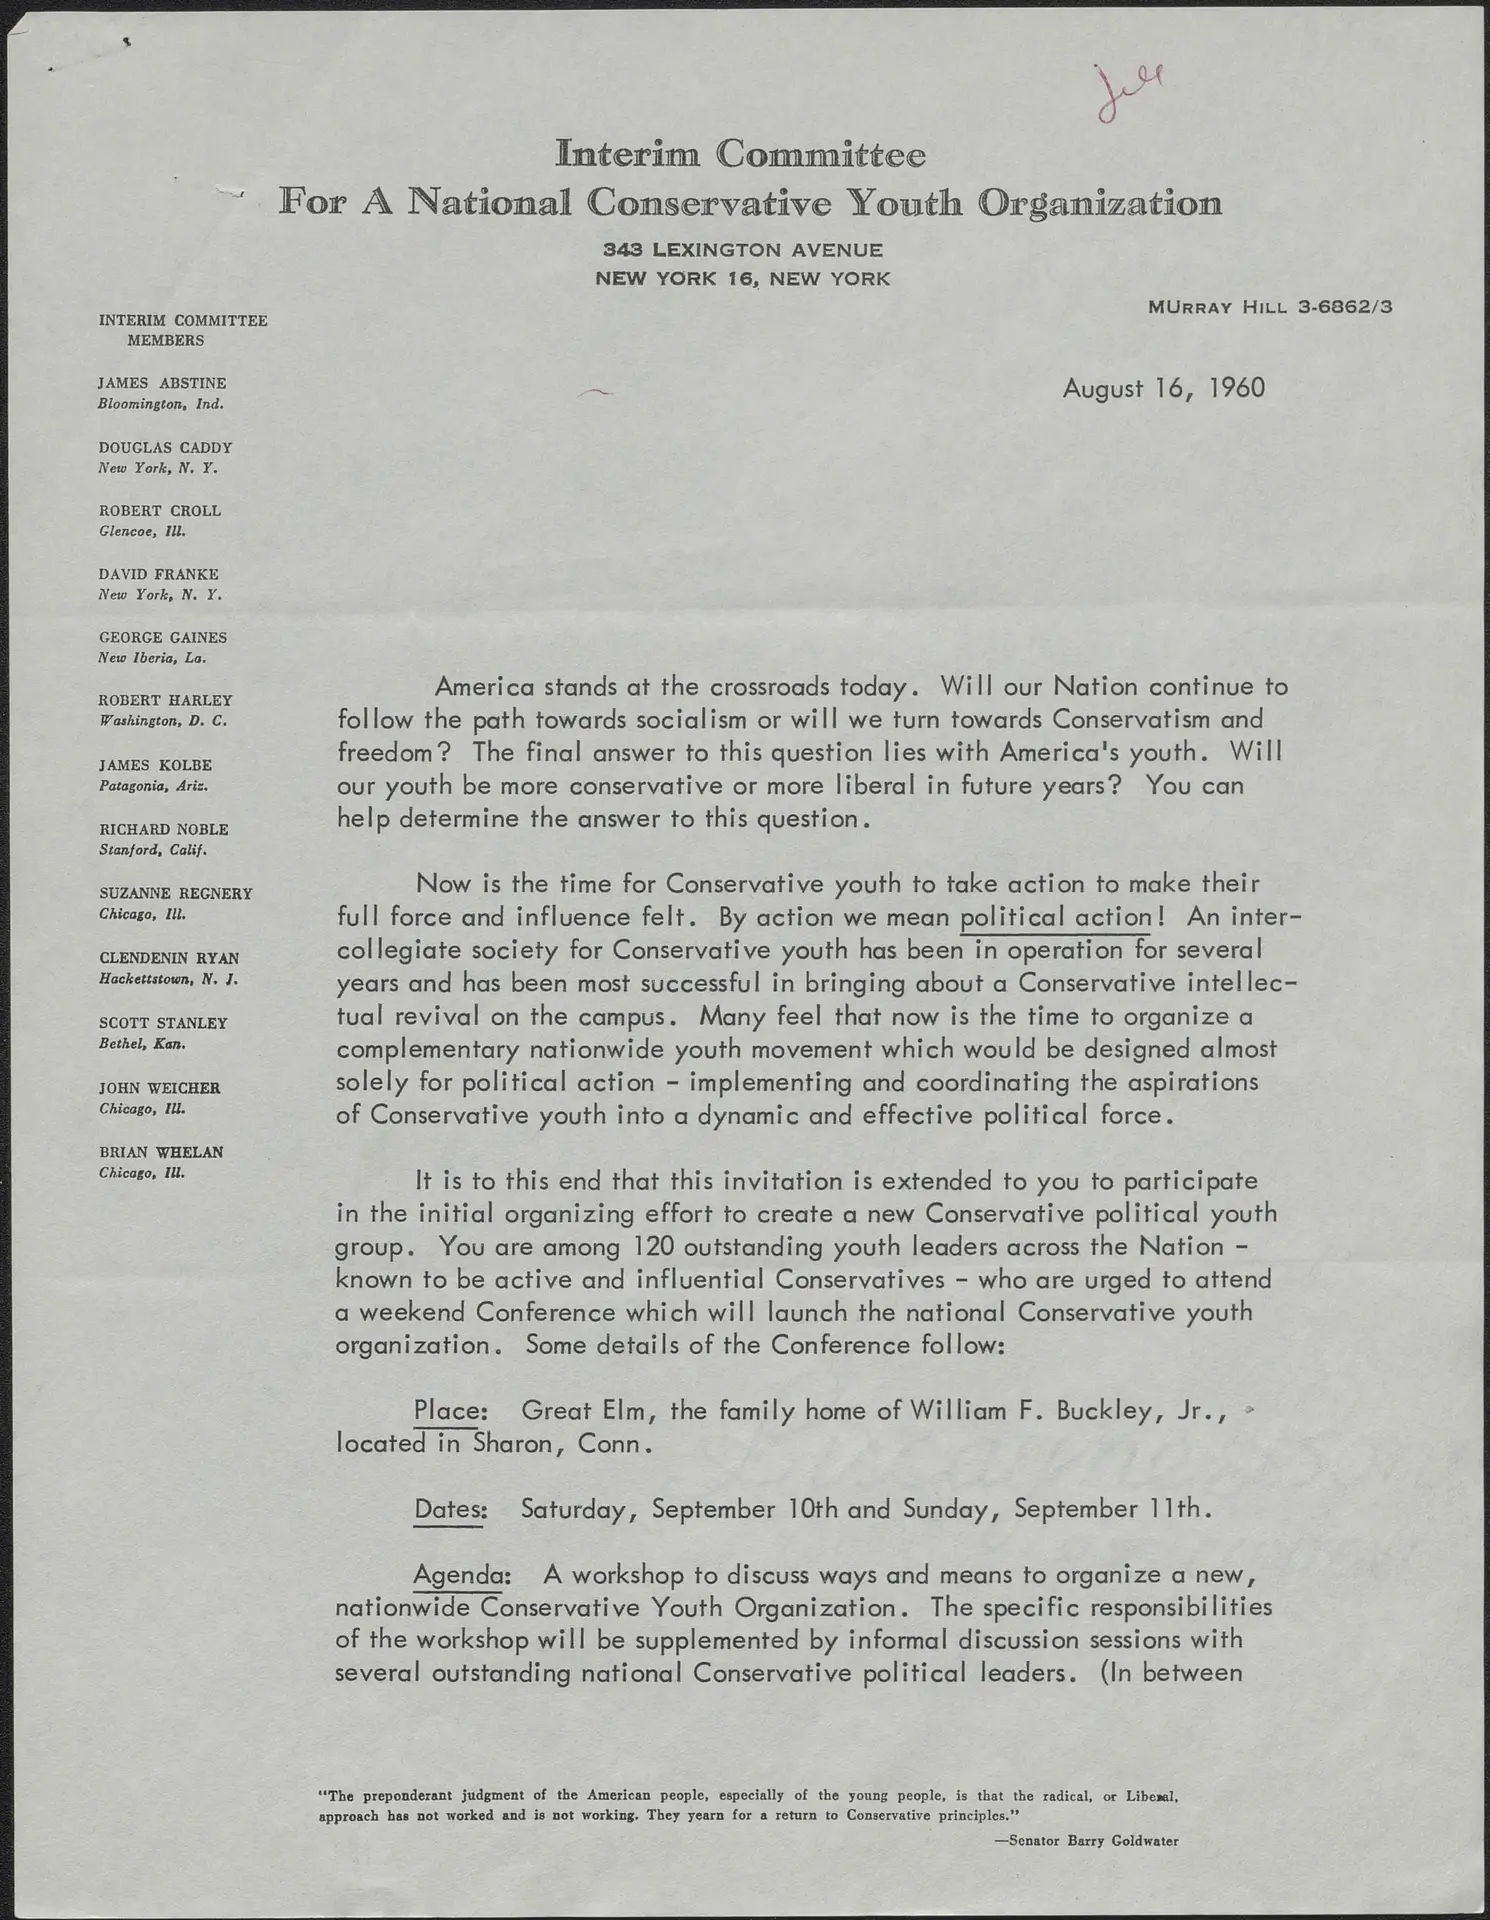 Interim Committee
For A National Conservative Youth Organization
343 LEXINGTON AVENUE
NEW YORK 16, NEW YORK
MURRAY HILL 3-6862/3
INTERIM COMMITTEE
MEMBERS
JAMES ABSTINE
Bloomington, Ind.
DOUGLAS CADDY
New York, N. Y.
ROBERT CROLL
Glencoe, Ill.
DAVID FRANKE
New York, N. Y.
GEORGE GAINES
New Iberia, La.
ROBERT HARLEY
Washington, D. C.
JAMES KOLBE
Patagonia, Ariz.
RICHARD NOBLE
Stanford, Calif.
SUZANNE REGNERY
Chicago, Ill.
CLENDENIN RYAN
Hackettstown, N. J.
SCOTT STANLEY
Bethel, Kan.
JOHN WEICHER
Chicago, Ill.
BRIAN WHELAN
Chicago, Ill.
August 16, 1960
America stands at the crossroads today. Will our Nation continue to
follow the path towards socialism or will we turn towards Conservatism and
freedom? The final answer to this question lies with America's youth. Will
our youth be more conservative or more liberal in future years? You can
help determine the answer to this question.
Now is the time for Conservative youth to take action to make their
full force and influence felt. By action we mean political action! An inter-
collegiate society for Conservative youth has been in operation for several
years and has been most successful in bringing about a Conservative intellec-
tual revival on the campus. Many feel that now is the time to organize a
complementary nationwide youth movement which would be designed almost
solely for political action - implementing and coordinating the aspirations
of Conservative youth into a dynamic and effective political force.
It is to this end that this invitation is extended to you to participate
in the initial organizing effort to create a new Conservative political youth
group. You are among 120 outstanding youth leaders across the Nation -
known to be active and influential Conservatives - who are urged to attend
a weekend Conference which will launch the national Conservative youth
organization. Some details of the Conference follow:
Place: Great Elm, the family home of William F. Buckley, Jr.,
located in Sharon, Conn.
Dates: Saturday, September 10th and Sunday, September 11th.
Agenda: A workshop to discuss ways and means to organize a new,
nationwide Conservative Youth Organization. The specific responsibilities
of the workshop will be supplemented by informal discussion sessions with
several outstanding national Conservative political leaders. (In between
"The preponderant judgment of the American people, especially of the young people, is that the radical, or Liberal,
approach has not worked and is not working. They yearn for a return to Conservative principles."
—Senator Barry Goldwater